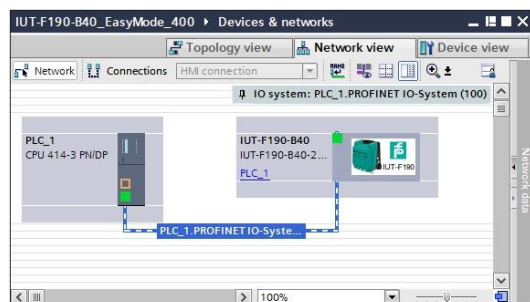 IUT-F190-B40_EasyMode_400 ▸ Devices & networks
Topology view Network view Device view
Network Connections HMI connection
IO system: PLC_1.PROFINET IO-System (100)
PLC_1
CPU 414-3 PN/DP
IUT-F190-B40
IUT-F190-B40-2...
PLC_1
IUT-F190
PLC_1.PROFINET IO-Syste...
Network data
100%